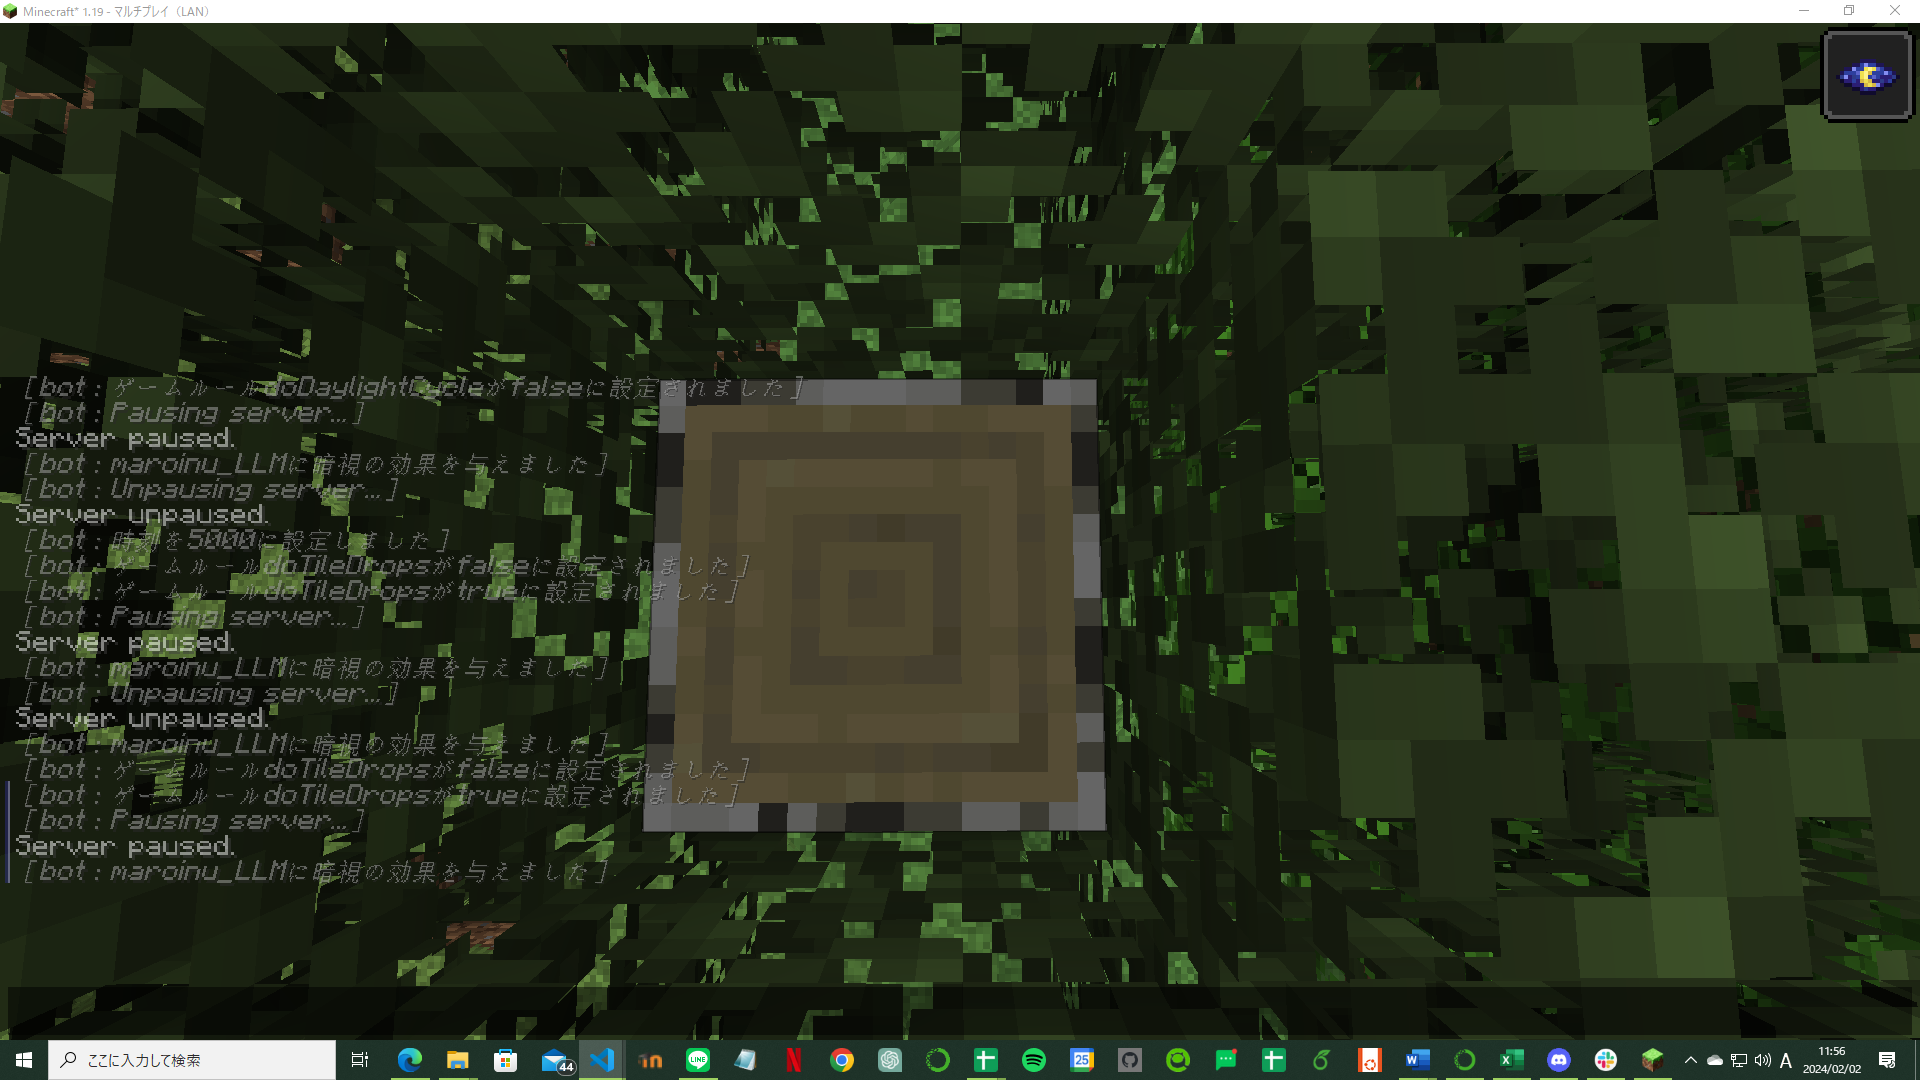 Minecraft* 1.19 - マルチプレイ（LAN）
[bot: ゲームルールdoDaylightCycleがfalseに設定されました]
[bot: Pausing server...]
Server paused.
[bot: maroinu_LLMに暗視の効果を与えました]
[bot: Unpausing server...]
Server unpaused.
[bot: 時刻を5000に設定しました]
[bot: ゲームルールdoTileDropsがfalseに設定されました]
[bot: ゲームルールdoTileDropsがtrueに設定されました]
[bot: Pausing server...]
Server paused.
[bot: maroinu_LLMに暗視の効果を与えました]
[bot: Unpausing server...]
Server unpaused.
[bot: maroinu_LLMに暗視の効果を与えました]
[bot: ゲームルールdoTileDropsがfalseに設定されました]
[bot: ゲームルールdoTileDropsがtrueに設定されました]
[bot: Pausing server...]
Server paused.
[bot: maroinu_LLMに暗視の効果を与えました]
ここに入力して検索
44
LINE
25
A
11:56
2024/02/02